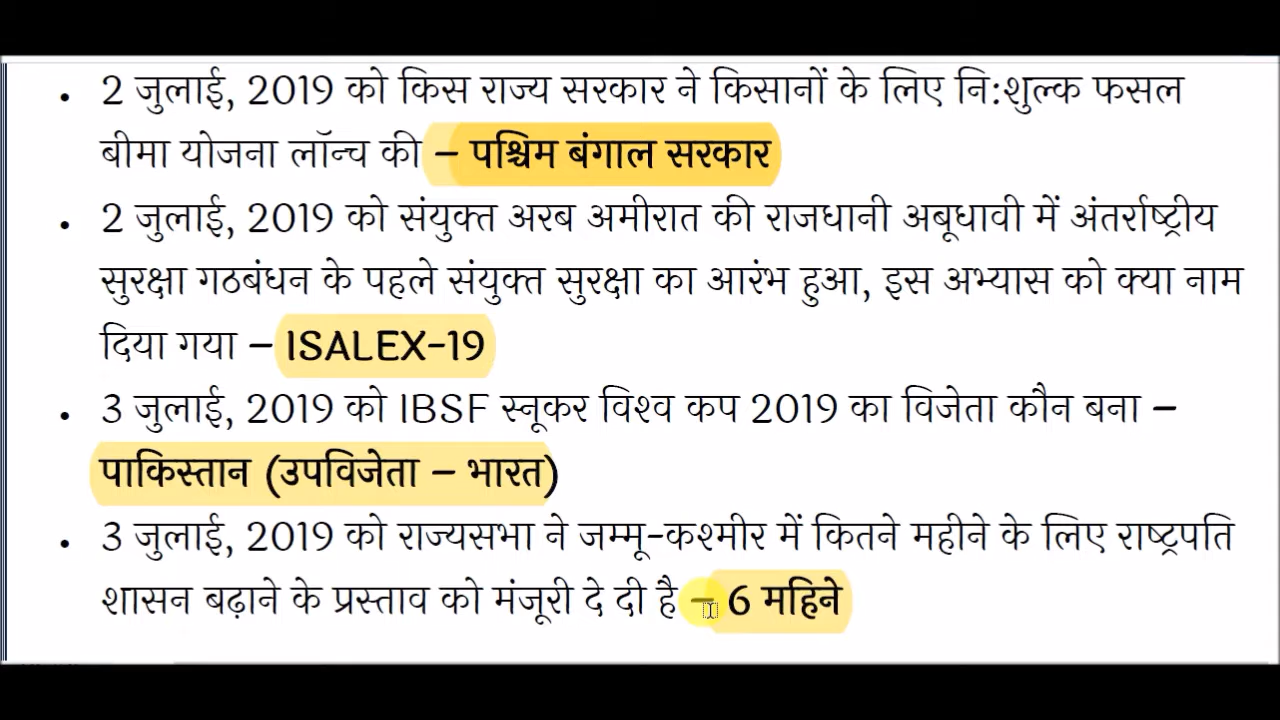 • 2 जुलाई, 2019 को किस राज्य सरकार ने किसानों के लिए नि:शुल्क फसल
बीमा योजना लॉन्च की – पश्चिम बंगाल सरकार
• 2 जुलाई, 2019 को संयुक्त अरब अमीरात की राजधानी अबूधावी में अंतर्राष्ट्रीय
सुरक्षा गठबंधन के पहले संयुक्त सुरक्षा का आरंभ हुआ, इस अभ्यास को क्या नाम
दिया गया – ISALEX-19
• 3 जुलाई, 2019 को IBSF स्नूकर विश्व कप 2019 का विजेता कौन बना –
पाकिस्तान (उपविजेता – भारत)
• 3 जुलाई, 2019 को राज्यसभा ने जम्मू-कश्मीर में कितने महीने के लिए राष्ट्रपति
शासन बढ़ाने के प्रस्ताव को मंजूरी दे दी है – 6 महिने